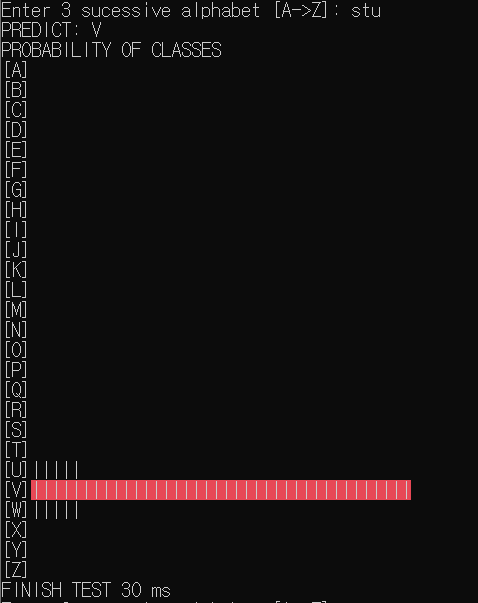 Enter 3 sucessive alphabet [A->Z]: stu
PREDICT: V
PROBABILITY OF CLASSES
[A]
[B]
[C]
[D]
[E]
[F]
[G]
[H]
[I]
[J]
[K]
[L]
[M]
[N]
[O]
[P]
[Q]
[R]
[S]
[T]
[U]|||||
[V]||||||||||||||||||||||||||||||||||||||
[W]|||||
[X]
[Y]
[Z]
FINISH TEST 30 ms